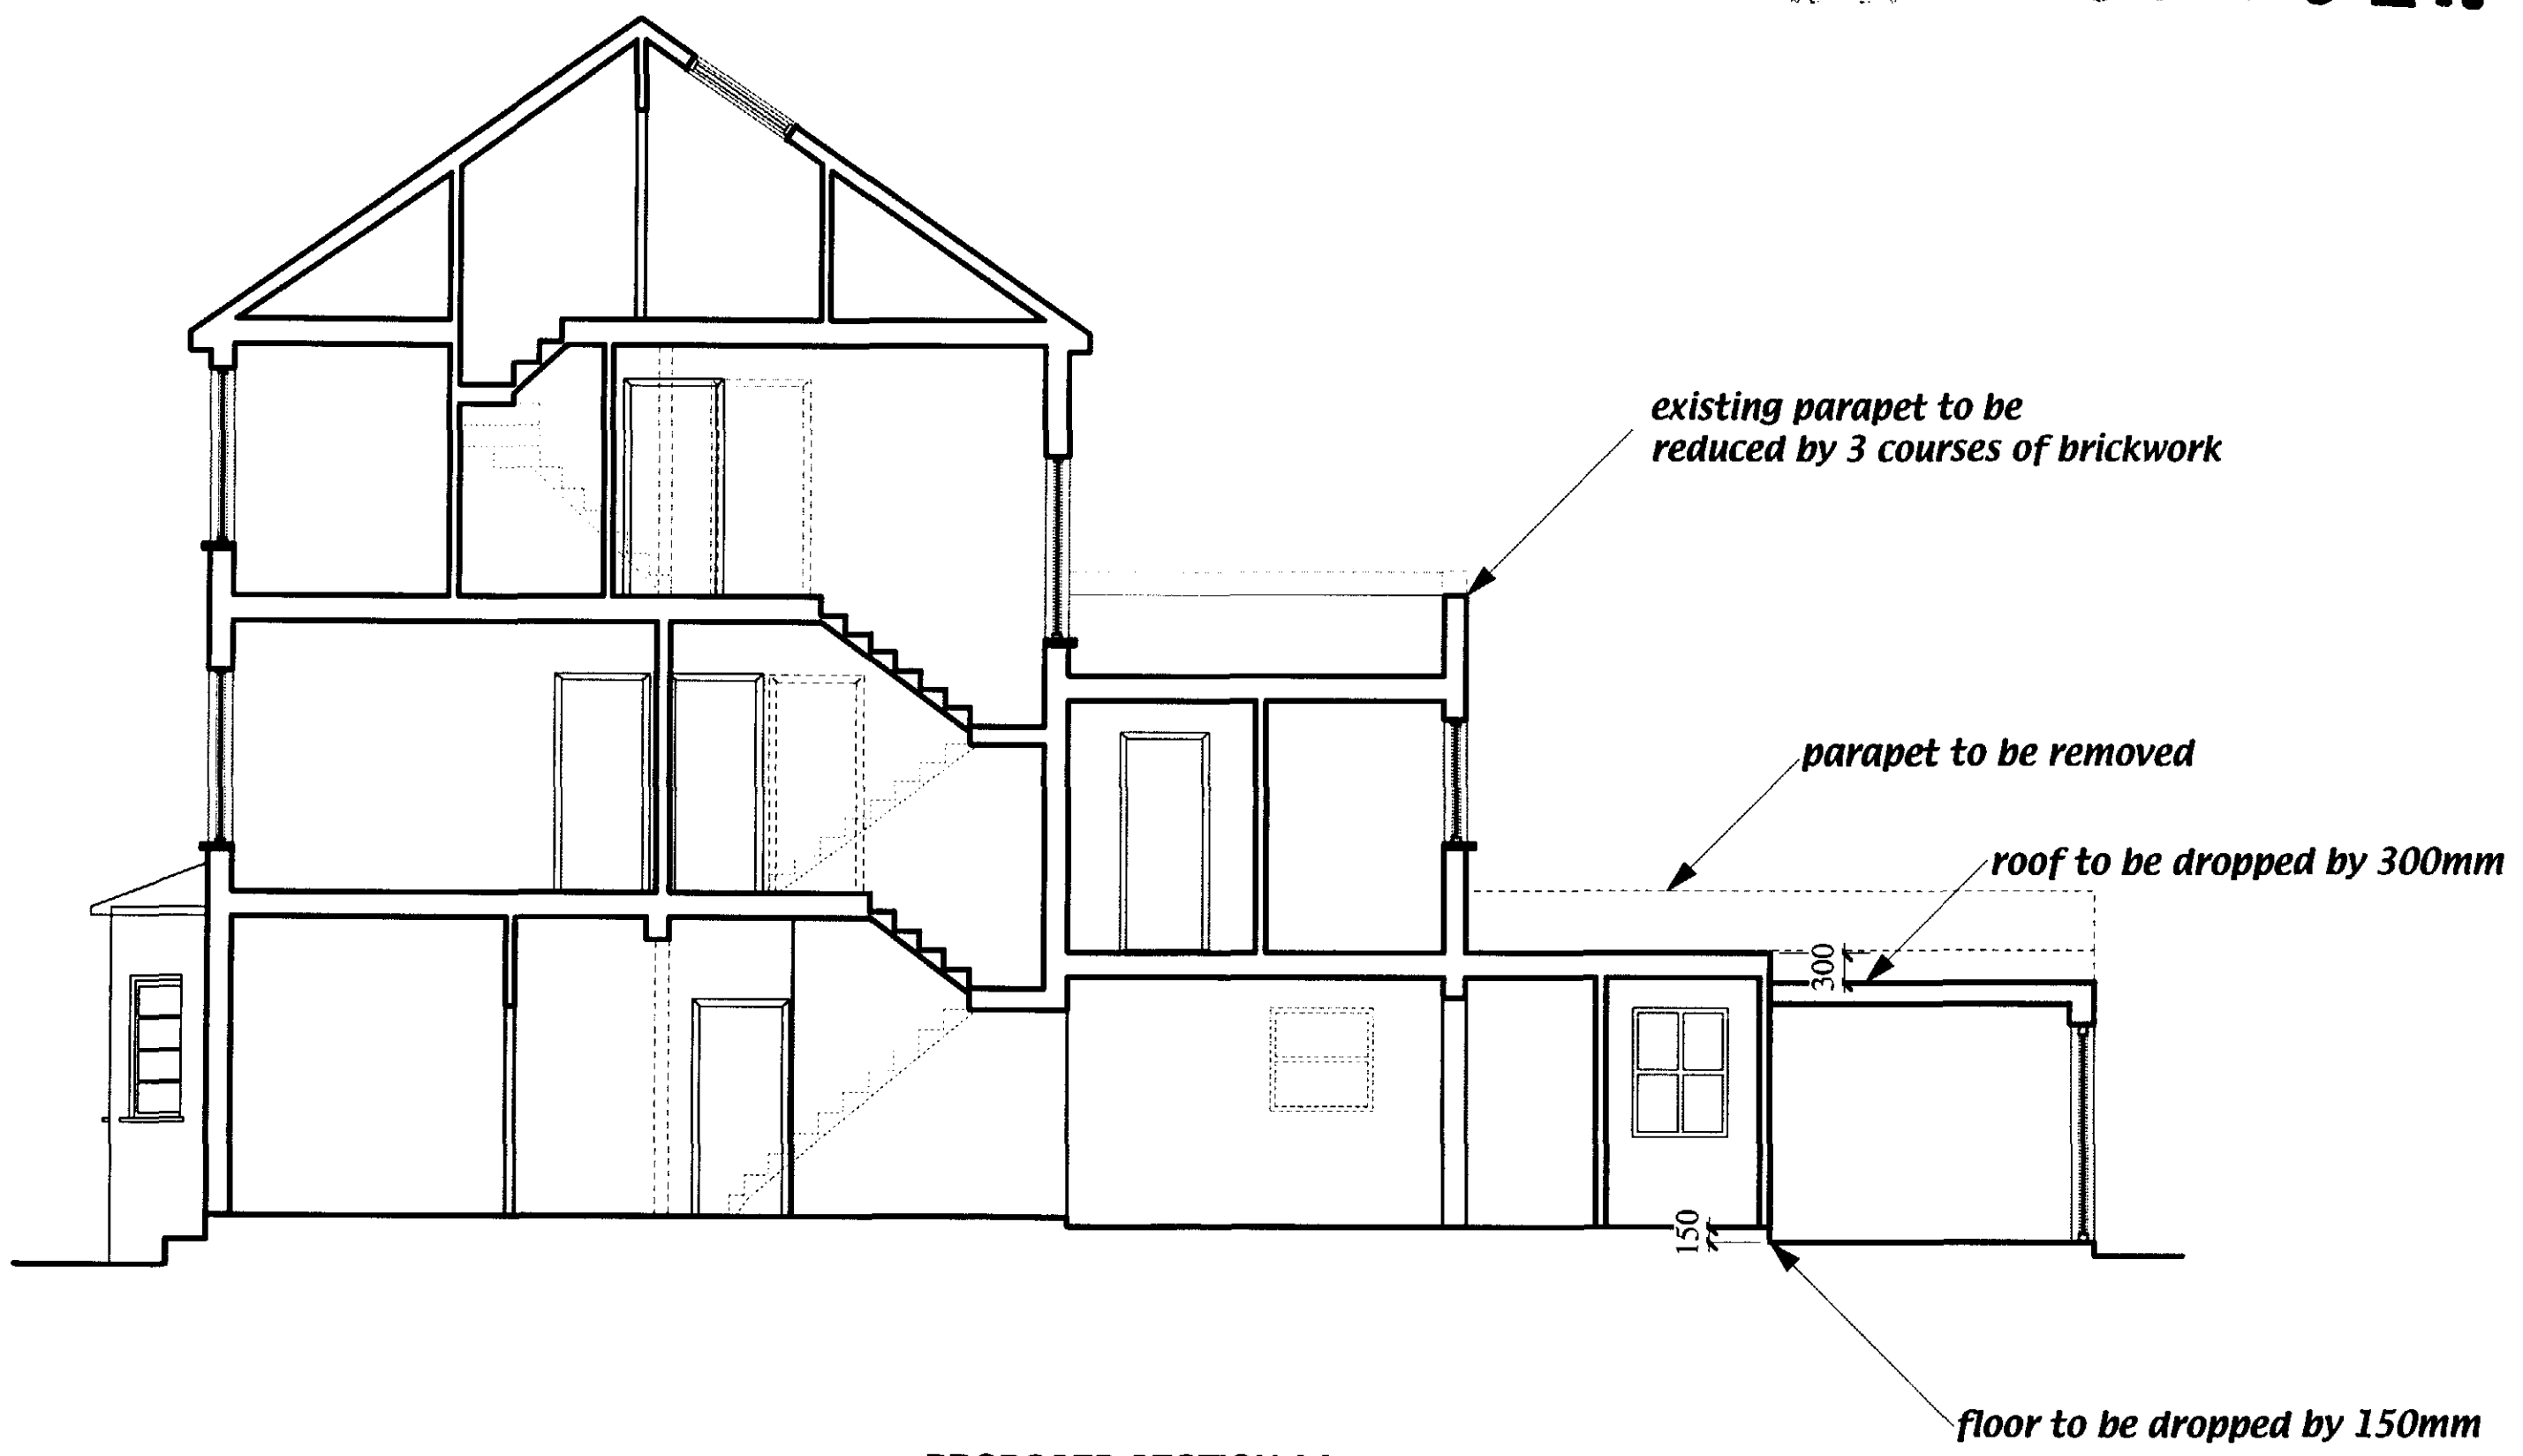 existing parapet to be
reduced by 3 courses of brickwork
parapet to be removed
roof to be dropped by 300mm
300
150
floor to be dropped by 150mm